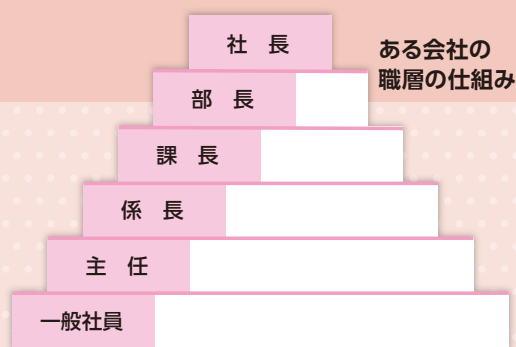 社 長
ある会社の
職層の仕組み
部 長
課 長
係 長
主 任
一般社員